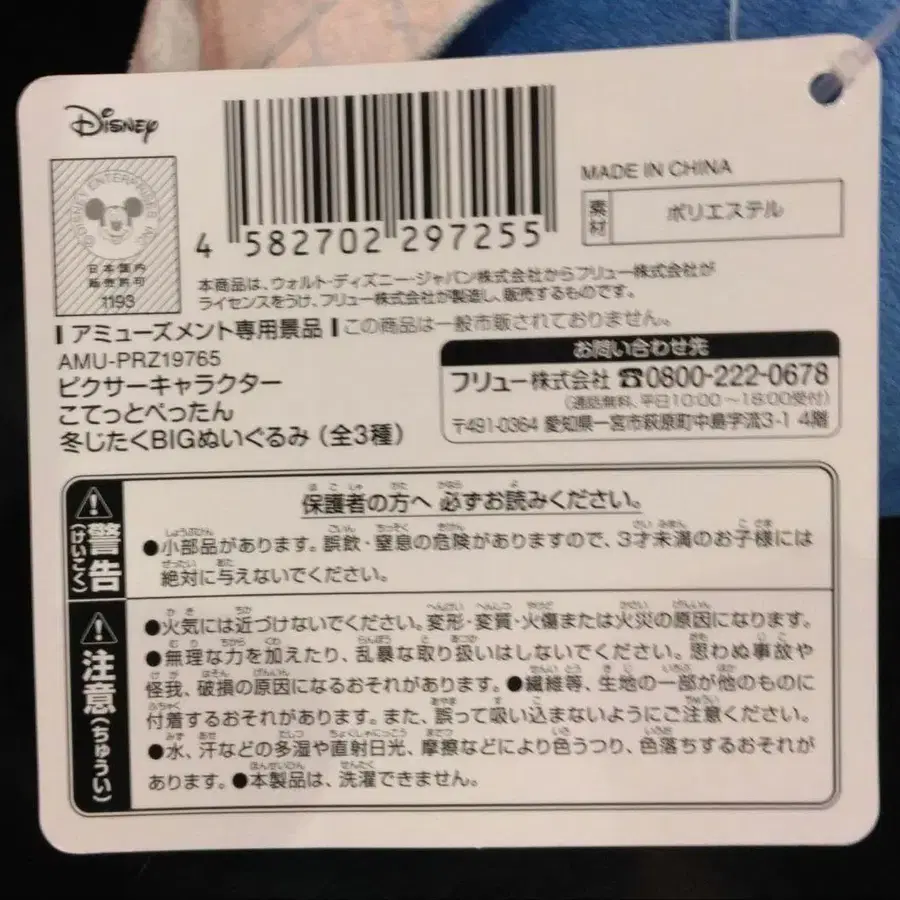 Disney
© DISNEY ENTERPRISES INC.
日本国内
販売許可
1193
4 582702 297255
MADE IN CHINA
素材 ポリエステル
本商品は、ウォルト・ディズニー・ジャパン株式会社からフリュー株式会社が
ライセンスをうけ、フリュー株式会社が製造し、販売するものです。
アミューズメント専用景品 この商品は一般市販されておりません。
AMU-PRZ19765
ピクサーキャラクター
こてっとぺったん
冬じたくBIGぬいぐるみ(全3種)
お問い合わせ先
フリュー株式会社 ☎0800-222-0678
(通話無料、平日10:00〜18:00受付)
〒491-0364 愛知県一宮市萩原町中島字流3-1 4階
警告(けいこく)
保護者の方へ 必ずお読みください。
●小部品があります。誤飲・窒息の危険がありますので、3才未満のお子様には
絶対に与えないでください。
注意(ちゅうい)
●火気には近づけないでください。変形・変質・火傷または火災の原因になります。
●無理な力を加えたり、乱暴な取り扱いはしないでください。思わぬ事故や
怪我、破損の原因になるおそれがあります。●繊維等、生地の一部が他のものに
付着するおそれがあります。また、誤って吸い込まないようにご注意ください。
●水、汗などの多湿や直射日光、摩擦などにより色うつり、色落ちするおそれが
あります。●本製品は、洗濯できません。